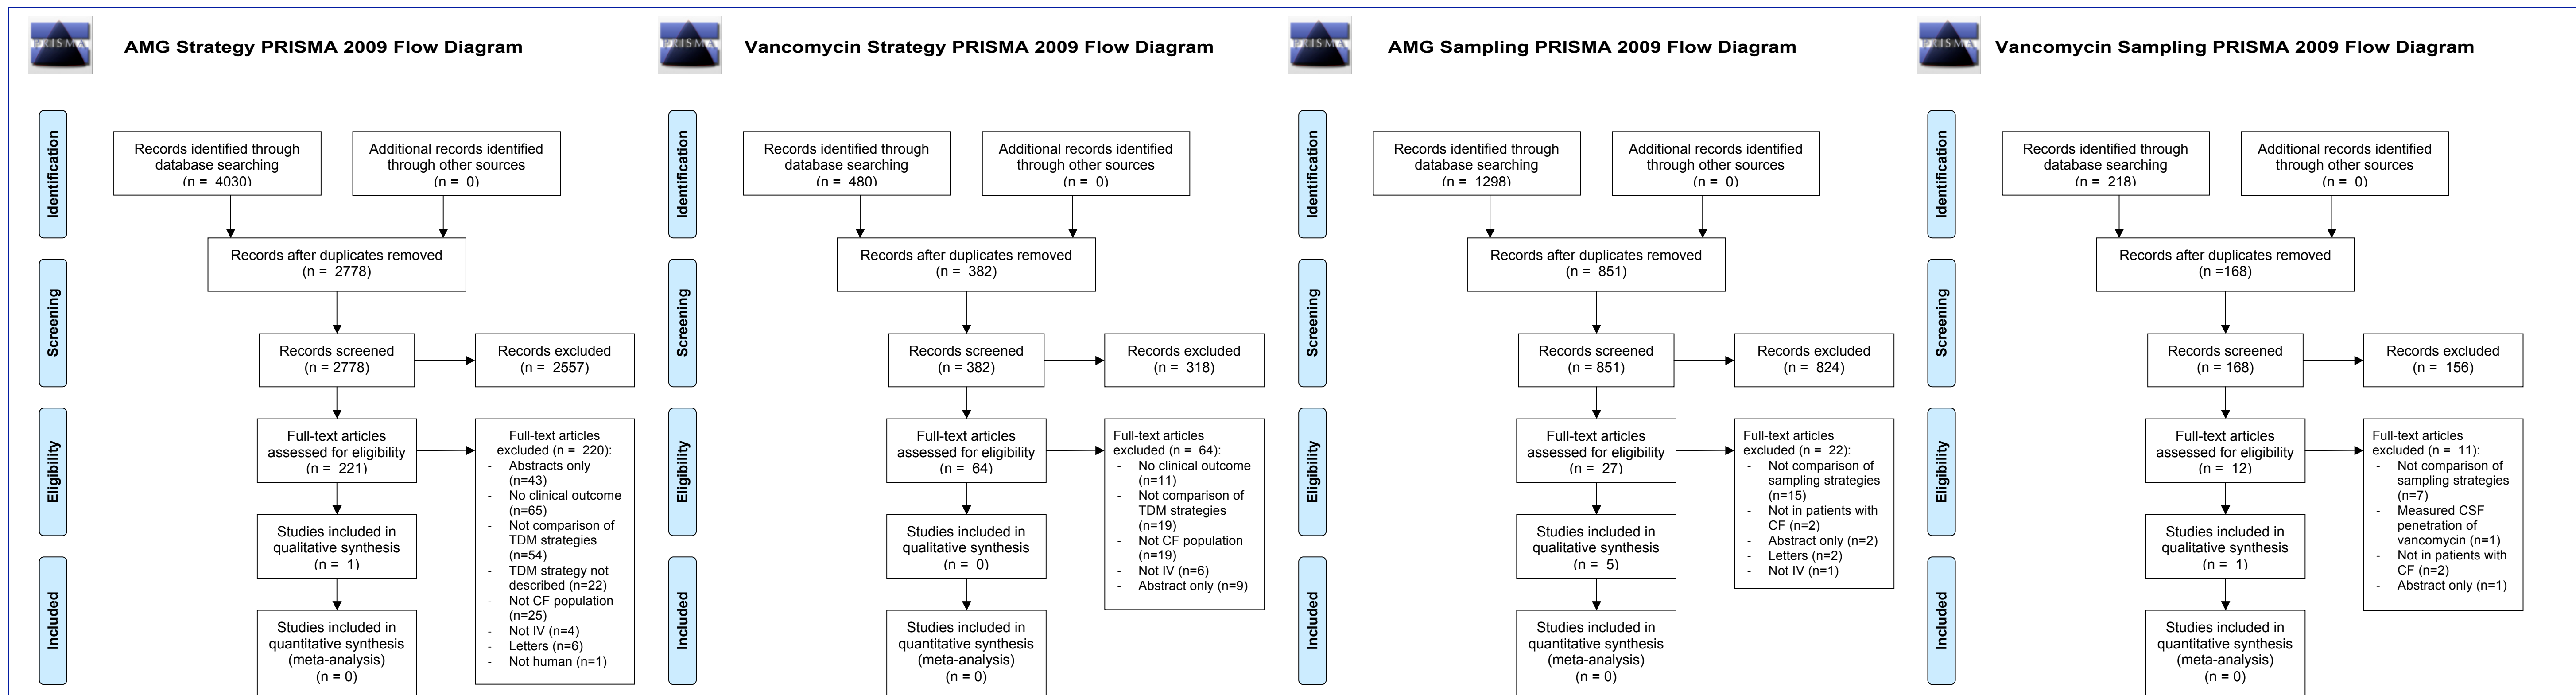 PRISMA
AMG Strategy PRISMA 2009 Flow Diagram
Identification
Screening
Eligibility
Included
Records identified through
database searching
(n = 4030)
Additional records identified
through other sources
(n = 0)
Records after duplicates removed
(n = 2778)
Records screened
(n = 2778)
Records excluded
(n = 2557)
Full-text articles
assessed for eligibility
(n = 221)
Full-text articles
excluded (n = 220):
- Abstracts only
(n=43)
- No clinical outcome
(n=65)
- Not comparison of
TDM strategies
(n=54)
- TDM strategy not
described (n=22)
- Not CF population
(n=25)
- Not IV (n=4)
- Letters (n=6)
- Not human (n=1)
Studies included in
qualitative synthesis
(n = 1)
Studies included in
quantitative synthesis
(meta-analysis)
(n = 0)
PRISMA
Vancomycin Strategy PRISMA 2009 Flow Diagram
Identification
Screening
Eligibility
Included
Records identified through
database searching
(n = 480)
Additional records identified
through other sources
(n = 0)
Records after duplicates removed
(n = 382)
Records screened
(n = 382)
Records excluded
(n = 318)
Full-text articles
assessed for eligibility
(n = 64)
Full-text articles
excluded (n = 64):
- No clinical outcome
(n=11)
- Not comparison of
TDM strategies
(n=19)
- Not CF population
(n=19)
- Not IV (n=6)
- Abstract only (n=9)
Studies included in
qualitative synthesis
(n = 0)
Studies included in
quantitative synthesis
(meta-analysis)
(n = 0)
PRISMA
AMG Sampling PRISMA 2009 Flow Diagram
Identification
Screening
Eligibility
Included
Records identified through
database searching
(n = 1298)
Additional records identified
through other sources
(n = 0)
Records after duplicates removed
(n = 851)
Records screened
(n = 851)
Records excluded
(n = 824)
Full-text articles
assessed for eligibility
(n = 27)
Full-text articles
excluded (n = 22):
- Not comparison of
sampling strategies
(n=15)
- Not in patients with
CF (n=2)
- Abstract only (n=2)
- Letters (n=2)
- Not IV (n=1)
Studies included in
qualitative synthesis
(n = 5)
Studies included in
quantitative synthesis
(meta-analysis)
(n = 0)
PRISMA
Vancomycin Sampling PRISMA 2009 Flow Diagram
Identification
Screening
Eligibility
Included
Records identified through
database searching
(n = 218)
Additional records identified
through other sources
(n = 0)
Records after duplicates removed
(n =168)
Records screened
(n = 168)
Records excluded
(n = 156)
Full-text articles
assessed for eligibility
(n = 12)
Full-text articles
excluded (n = 11):
- Not comparison of
sampling strategies
(n=7)
- Measured CSF
penetration of
vancomycin (n=1)
- Not in patients with
CF (n=2)
- Abstract only (n=1)
Studies included in
qualitative synthesis
(n = 1)
Studies included in
quantitative synthesis
(meta-analysis)
(n = 0)